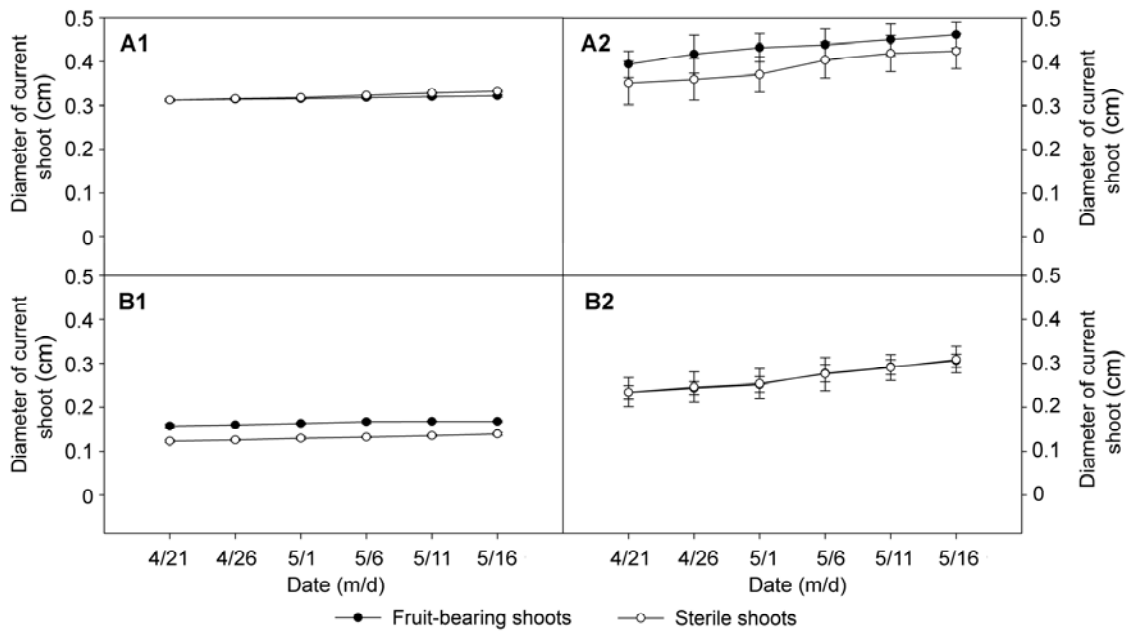 A1
0.5
0.4
0.3
0.2
0.1
0
Diameter of current
shoot (cm)
A2
0.5
0.4
0.3
0.2
0.1
0
Diameter of current
shoot (cm)
B1
0.5
0.4
0.3
0.2
0.1
0
Diameter of current
shoot (cm)
B2
0.5
0.4
0.3
0.2
0.1
0
Diameter of current
shoot (cm)
4/21 4/26 5/1 5/6 5/11 5/16
Date (m/d)
4/21 4/26 5/1 5/6 5/11 5/16
Date (m/d)
Fruit-bearing shoots
Sterile shoots